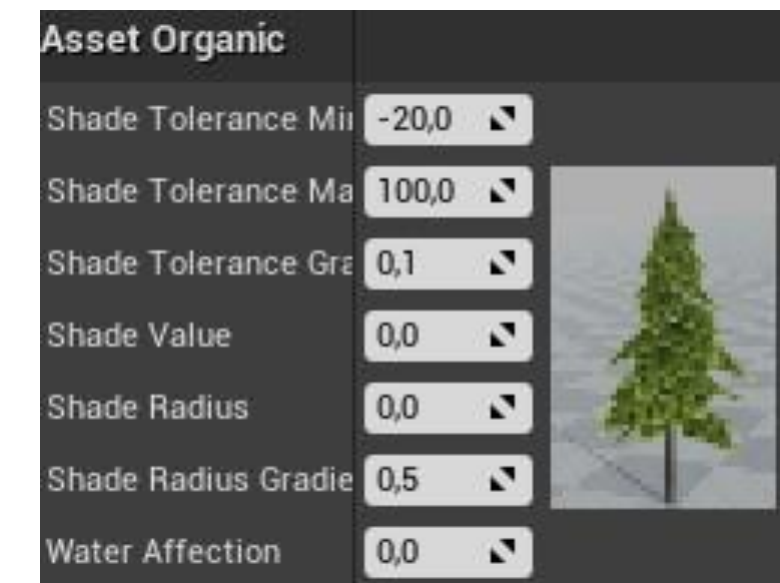 Asset Organic
Shade Tolerance Mi -20,0
Shade Tolerance Ma 100,0
Shade Tolerance Gra 0,1
Shade Value 0,0
Shade Radius 0,0
Shade Radius Gradie 0,5
Water Affection 0,0